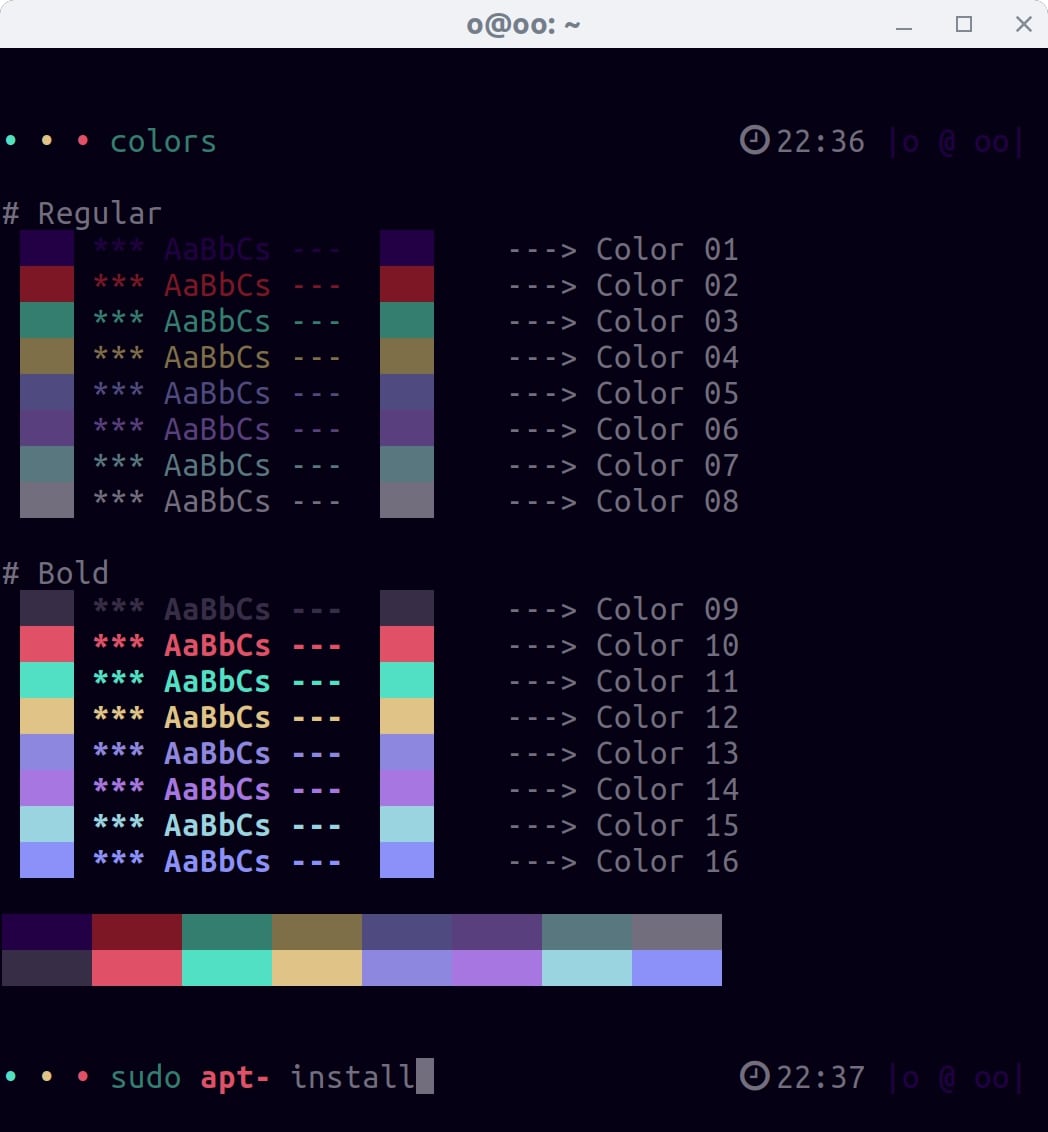 o@oo: ~
• • • colors 22:36 |o @ oo|
# Regular
*** AaBbCs --- ---> Color 01
*** AaBbCs --- ---> Color 02
*** AaBbCs --- ---> Color 03
*** AaBbCs --- ---> Color 04
*** AaBbCs --- ---> Color 05
*** AaBbCs --- ---> Color 06
*** AaBbCs --- ---> Color 07
*** AaBbCs --- ---> Color 08
# Bold
*** AaBbCs --- ---> Color 09
*** AaBbCs --- ---> Color 10
*** AaBbCs --- ---> Color 11
*** AaBbCs --- ---> Color 12
*** AaBbCs --- ---> Color 13
*** AaBbCs --- ---> Color 14
*** AaBbCs --- ---> Color 15
*** AaBbCs --- ---> Color 16
• • • sudo apt- install 22:37 |o @ oo|